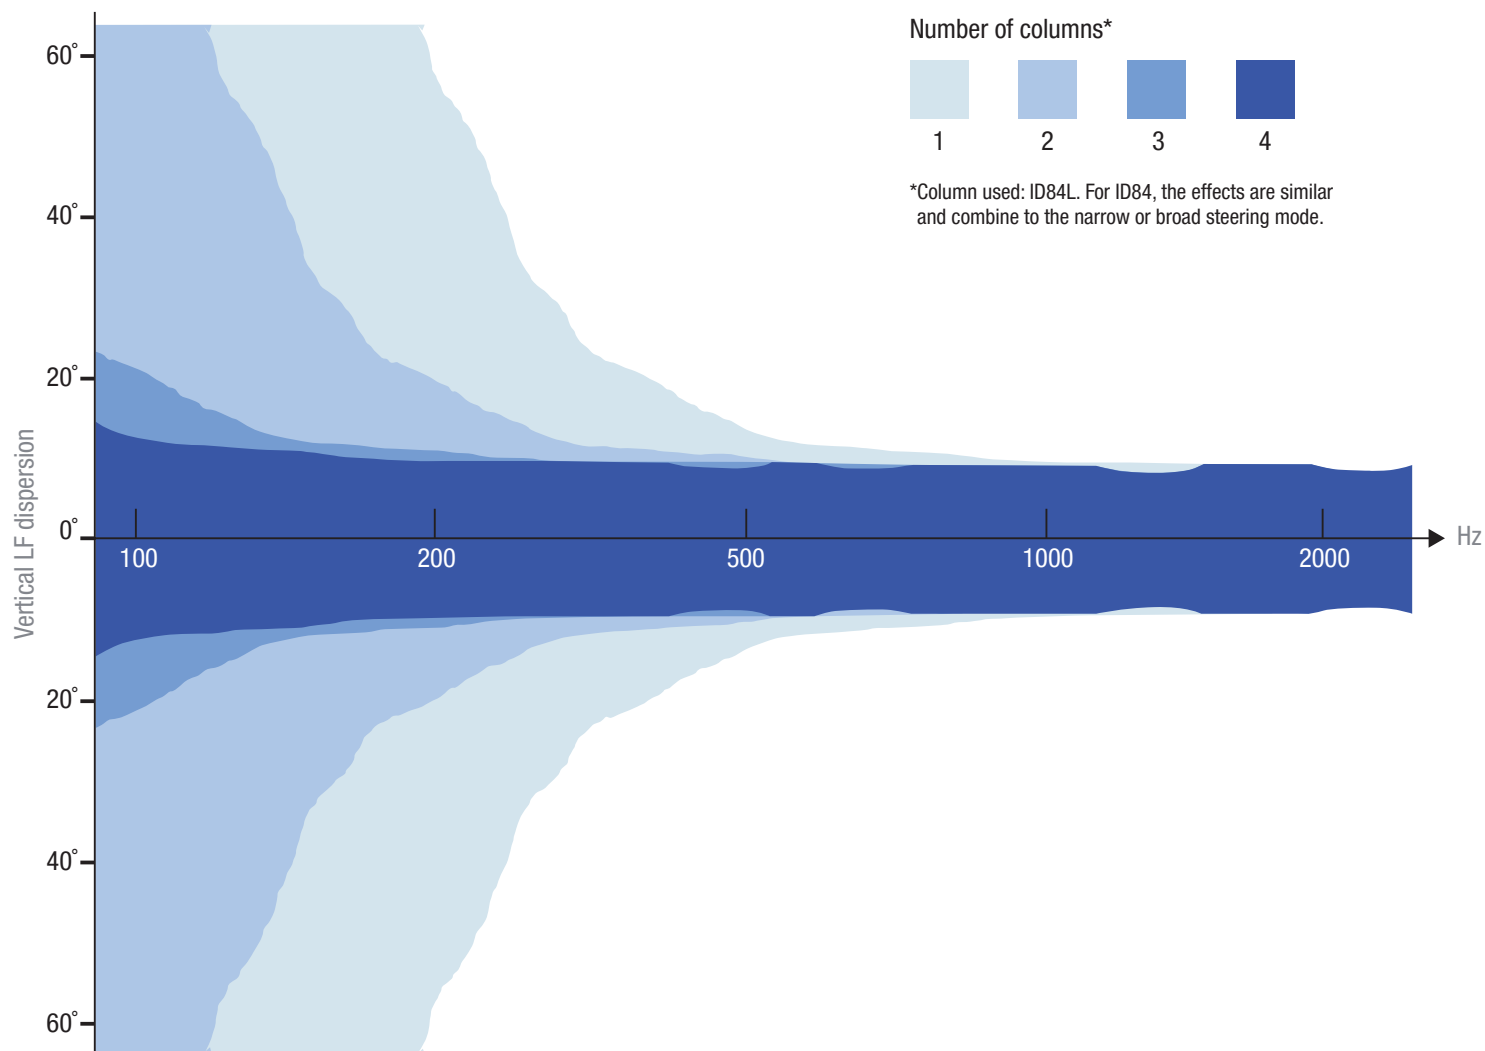 Number of columns*
1 2 3 4
*Column used: ID84L. For ID84, the effects are similar
and combine to the narrow or broad steering mode.
Vertical LF dispersion
60°
40°
20°
0°
20°
40°
60°
100 200 500 1000 2000
Hz